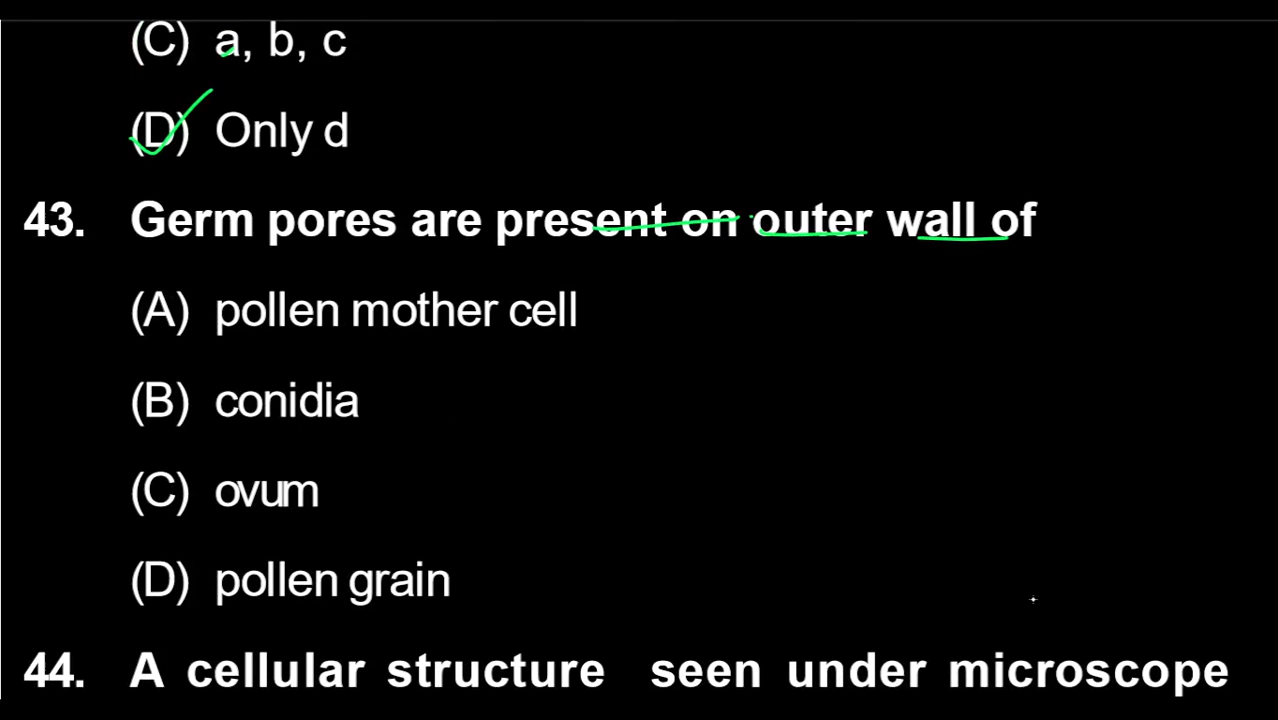 (C) a, b, c
(D) Only d
43. Germ pores are present on outer wall of
(A) pollen mother cell
(B) conidia
(C) ovum
(D) pollen grain
44. A cellular structure seen under microscope